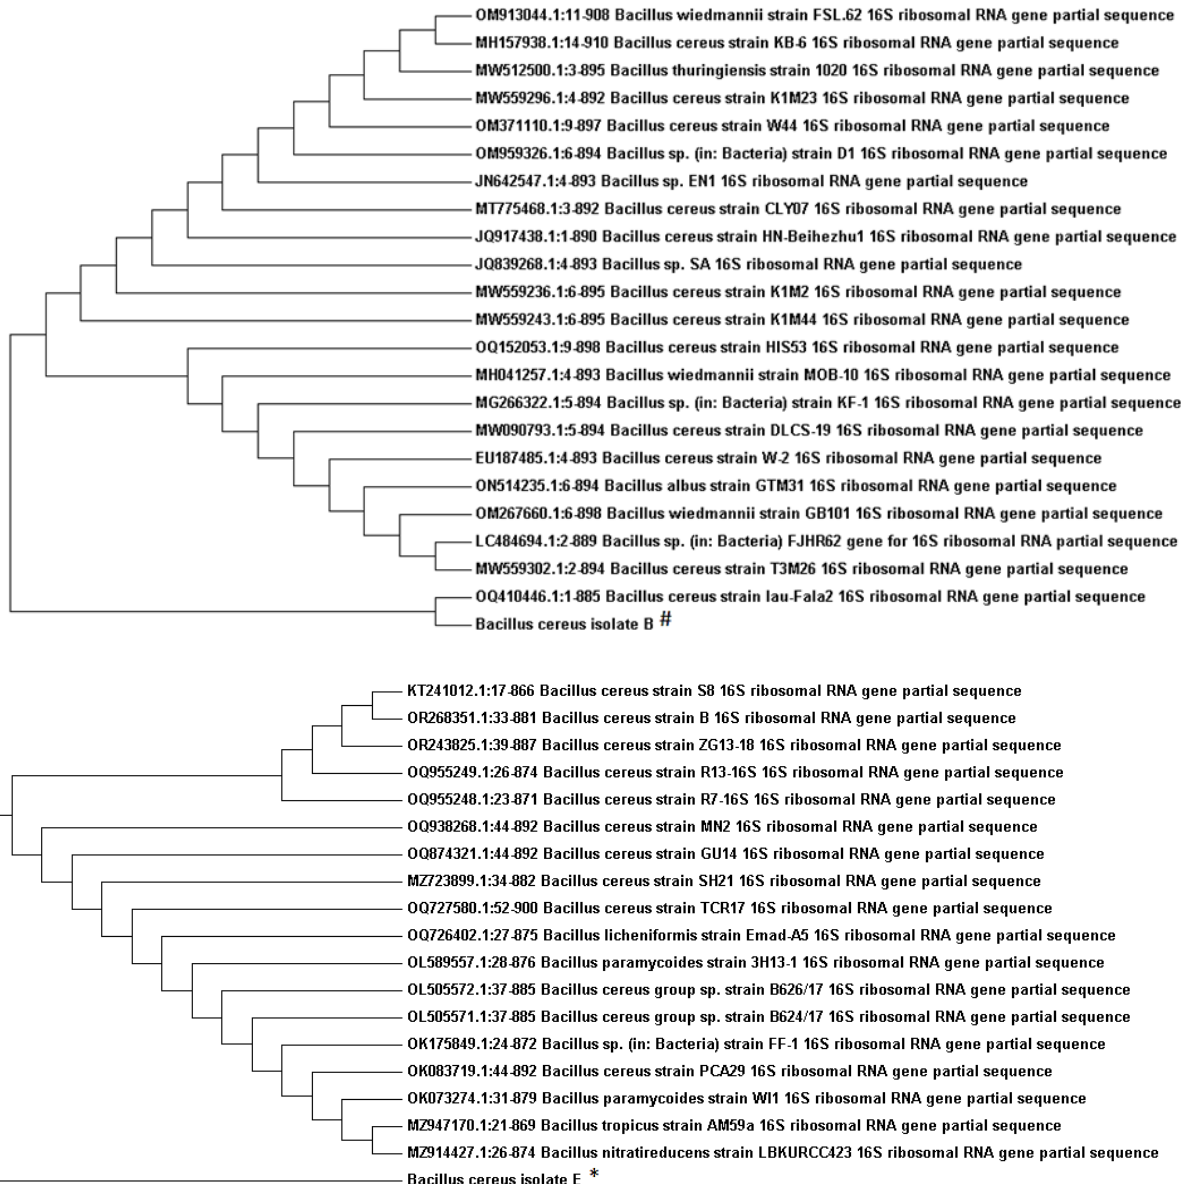 OM913044.1:11-908 Bacillus wiedmannii strain FSL.62 16S ribosomal RNA gene partial sequence
MH157938.1:14-910 Bacillus cereus strain KB-6 16S ribosomal RNA gene partial sequence
MW512500.1:3-895 Bacillus thuringiensis strain 1020 16S ribosomal RNA gene partial sequence
MW559296.1:4-892 Bacillus cereus strain K1M23 16S ribosomal RNA gene partial sequence
OM371110.1:9-897 Bacillus cereus strain W44 16S ribosomal RNA gene partial sequence
OM959326.1:6-894 Bacillus sp. (in: Bacteria) strain D1 16S ribosomal RNA gene partial sequence
JN642547.1:4-893 Bacillus sp. EN1 16S ribosomal RNA gene partial sequence
MT775468.1:3-892 Bacillus cereus strain CLY07 16S ribosomal RNA gene partial sequence
JQ917438.1:1-890 Bacillus cereus strain HN-Beihezhu1 16S ribosomal RNA gene partial sequence
JQ839268.1:4-893 Bacillus sp. SA 16S ribosomal RNA gene partial sequence
MW559236.1:6-895 Bacillus cereus strain K1M2 16S ribosomal RNA gene partial sequence
MW559243.1:6-895 Bacillus cereus strain K1M44 16S ribosomal RNA gene partial sequence
OQ152053.1:9-898 Bacillus cereus strain HIS53 16S ribosomal RNA gene partial sequence
MH041257.1:4-893 Bacillus wiedmannii strain MOB-10 16S ribosomal RNA gene partial sequence
MG266322.1:5-894 Bacillus sp. (in: Bacteria) strain KF-1 16S ribosomal RNA gene partial sequence
MW090793.1:5-894 Bacillus cereus strain DLCS-19 16S ribosomal RNA gene partial sequence
EU187485.1:4-893 Bacillus cereus strain W-2 16S ribosomal RNA gene partial sequence
ON514235.1:6-894 Bacillus albus strain GTM31 16S ribosomal RNA gene partial sequence
OM267660.1:6-898 Bacillus wiedmannii strain GB101 16S ribosomal RNA gene partial sequence
LC484694.1:2-889 Bacillus sp. (in: Bacteria) FJHR62 gene for 16S ribosomal RNA partial sequence
MW559302.1:2-894 Bacillus cereus strain T3M26 16S ribosomal RNA gene partial sequence
OQ410446.1:1-885 Bacillus cereus strain Iau-Fala2 16S ribosomal RNA gene partial sequence
Bacillus cereus isolate B #
KT241012.1:17-866 Bacillus cereus strain S8 16S ribosomal RNA gene partial sequence
OR268351.1:33-881 Bacillus cereus strain B 16S ribosomal RNA gene partial sequence
OR243825.1:39-887 Bacillus cereus strain ZG13-18 16S ribosomal RNA gene partial sequence
OQ955249.1:26-874 Bacillus cereus strain R13-16S 16S ribosomal RNA gene partial sequence
OQ955248.1:23-871 Bacillus cereus strain R7-16S 16S ribosomal RNA gene partial sequence
OQ938268.1:44-892 Bacillus cereus strain MN2 16S ribosomal RNA gene partial sequence
OQ874321.1:44-892 Bacillus cereus strain GU14 16S ribosomal RNA gene partial sequence
MZ723899.1:34-882 Bacillus cereus strain SH21 16S ribosomal RNA gene partial sequence
OQ727580.1:52-900 Bacillus cereus strain TCR17 16S ribosomal RNA gene partial sequence
OQ726402.1:27-875 Bacillus licheniformis strain Emad-A5 16S ribosomal RNA gene partial sequence
OL589557.1:28-876 Bacillus paramycoides strain 3H13-1 16S ribosomal RNA gene partial sequence
OL505572.1:37-885 Bacillus cereus group sp. strain B626/17 16S ribosomal RNA gene partial sequence
OL505571.1:37-885 Bacillus cereus group sp. strain B624/17 16S ribosomal RNA gene partial sequence
OK175849.1:24-872 Bacillus sp. (in: Bacteria) strain FF-1 16S ribosomal RNA gene partial sequence
OK083719.1:44-892 Bacillus cereus strain PCA29 16S ribosomal RNA gene partial sequence
OK073274.1:31-879 Bacillus paramycoides strain WI1 16S ribosomal RNA gene partial sequence
MZ947170.1:21-869 Bacillus tropicus strain AM59a 16S ribosomal RNA gene partial sequence
MZ914427.1:26-874 Bacillus nitratireducens strain LBKURCC423 16S ribosomal RNA gene partial sequence
Bacillus cereus isolate E *